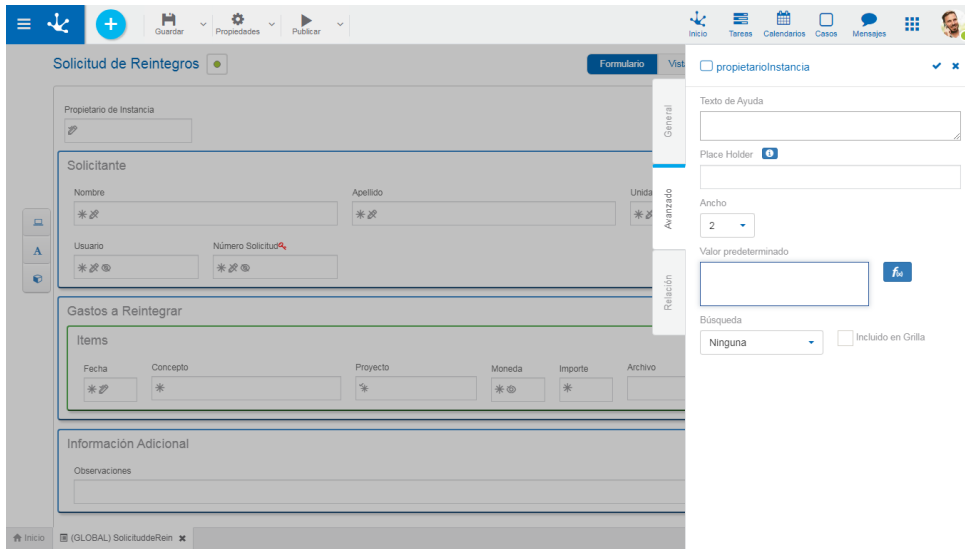 Guardar
Propiedades
Publicar
Inicio
Tareas
Calendarios
Casos
Mensajes
Solicitud de Reintegros
Formulario
Vist
propietarioInstancia
Propietario de Instancia
Solicitante
Nombre
Apellido
Unida
Usuario
Número Solicitud
Gastos a Reintegrar
Items
Fecha
Concepto
Proyecto
Moneda
Importe
Archivo
Información Adicional
Observaciones
General
Avanzado
Relación
Texto de Ayuda
Place Holder
Ancho
2
Valor predeterminado
f(x)
Búsqueda
Ninguna
Incluido en Grilla
Inicio
(GLOBAL) SolicituddeRein